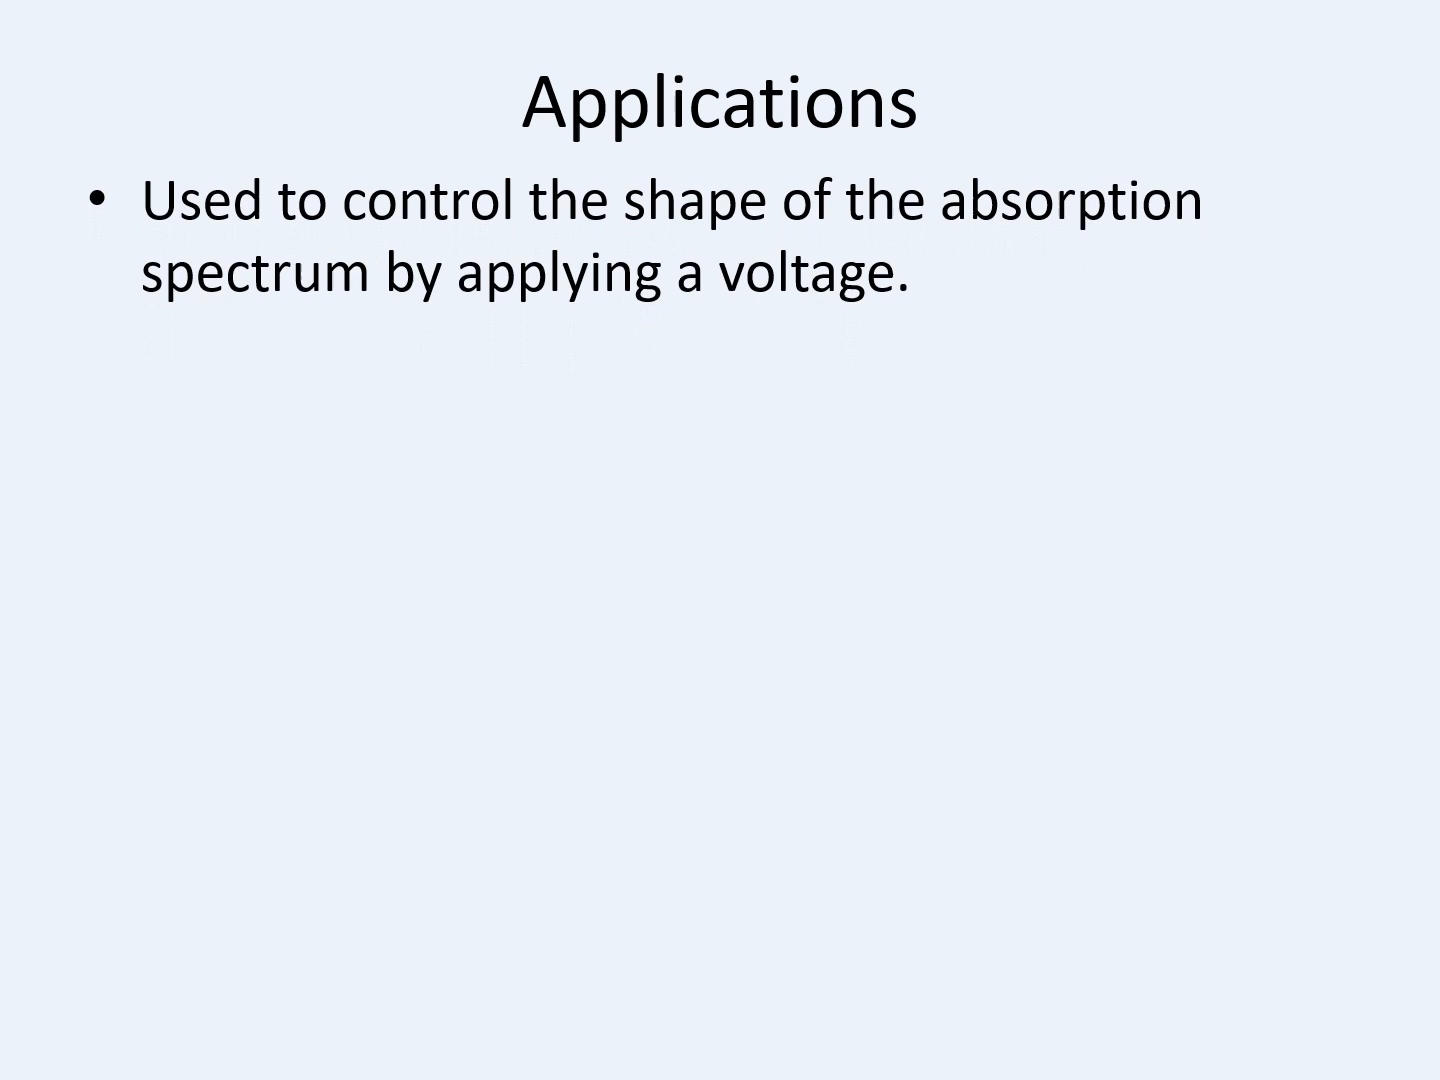 Applications
• Used to control the shape of the absorption
spectrum by applying a voltage.